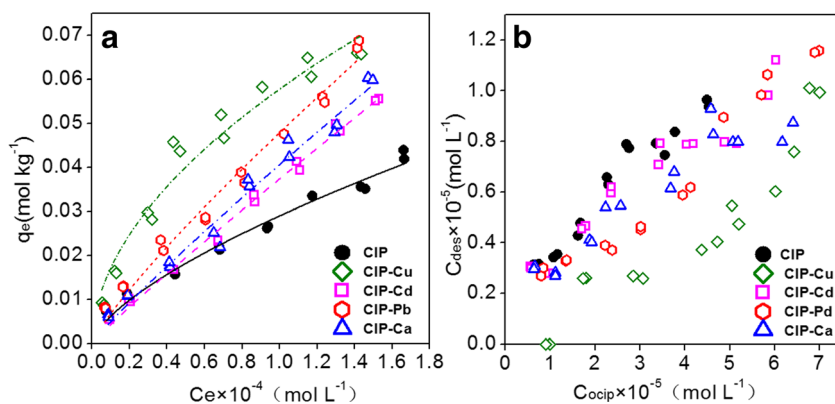 a
0.07
0.06
0.05
0.04
0.03
0.02
0.01
0.00
qe(mol kg-1)
0.0 0.2 0.4 0.6 0.8 1.0 1.2 1.4 1.6 1.8
Ce×10-4 (mol L-1)
CIP
CIP-Cu
CIP-Cd
CIP-Pb
CIP-Ca
b
1.2
1.0
0.8
0.6
0.4
0.2
0.0
Cdes×10-5(mol L-1)
0 1 2 3 4 5 6 7
Cocip×10-5 (mol L-1)
CIP
CIP-Cu
CIP-Cd
CIP-Pd
CIP-Ca